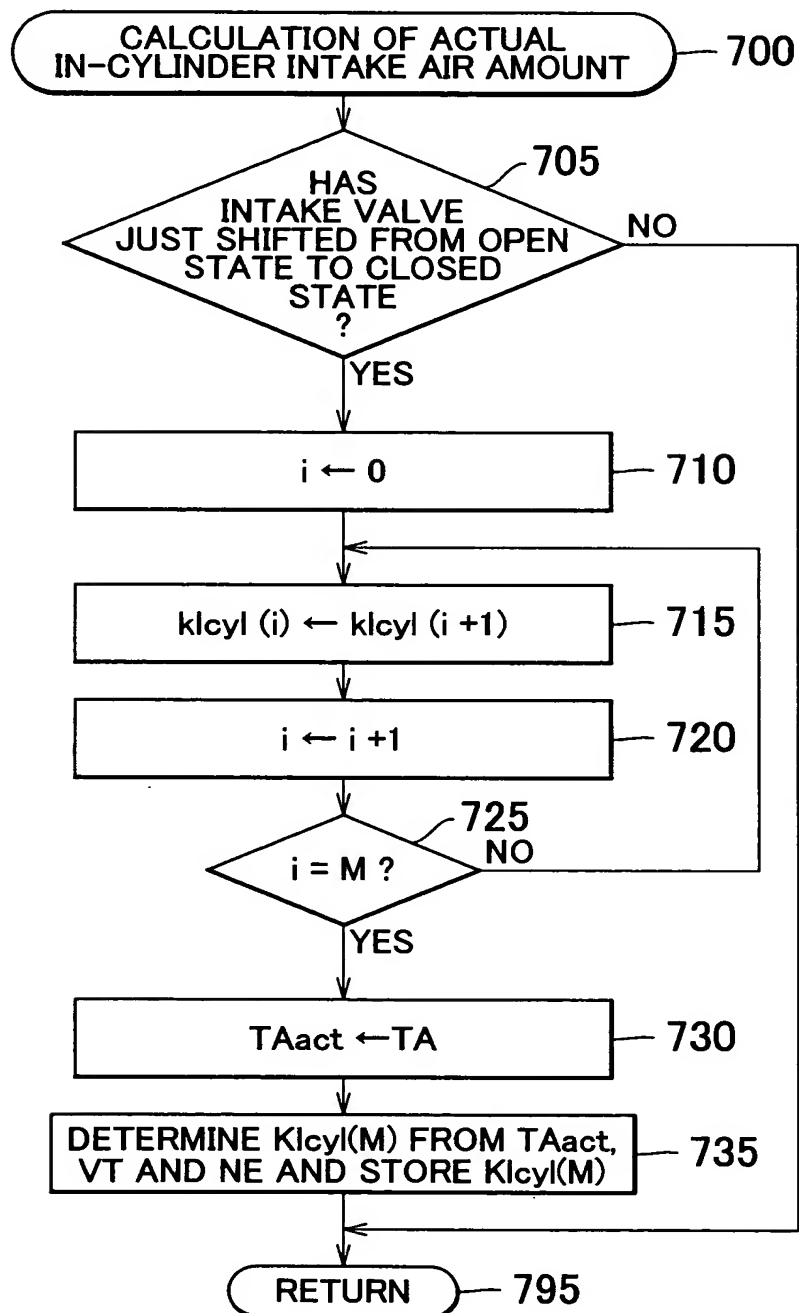 CALCULATION OF ACTUAL
IN-CYLINDER INTAKE AIR AMOUNT
700
705
HAS
INTAKE VALVE
JUST SHIFTED FROM OPEN
STATE TO CLOSED
STATE
?
NO
YES
i ← 0
710
klcyl (i) ← klcyl (i +1)
715
i ← i +1
720
725
i = M ?
NO
YES
TAact ←TA
730
DETERMINE Klcyl(M) FROM TAact,
VT AND NE AND STORE Klcyl(M)
735
RETURN
795